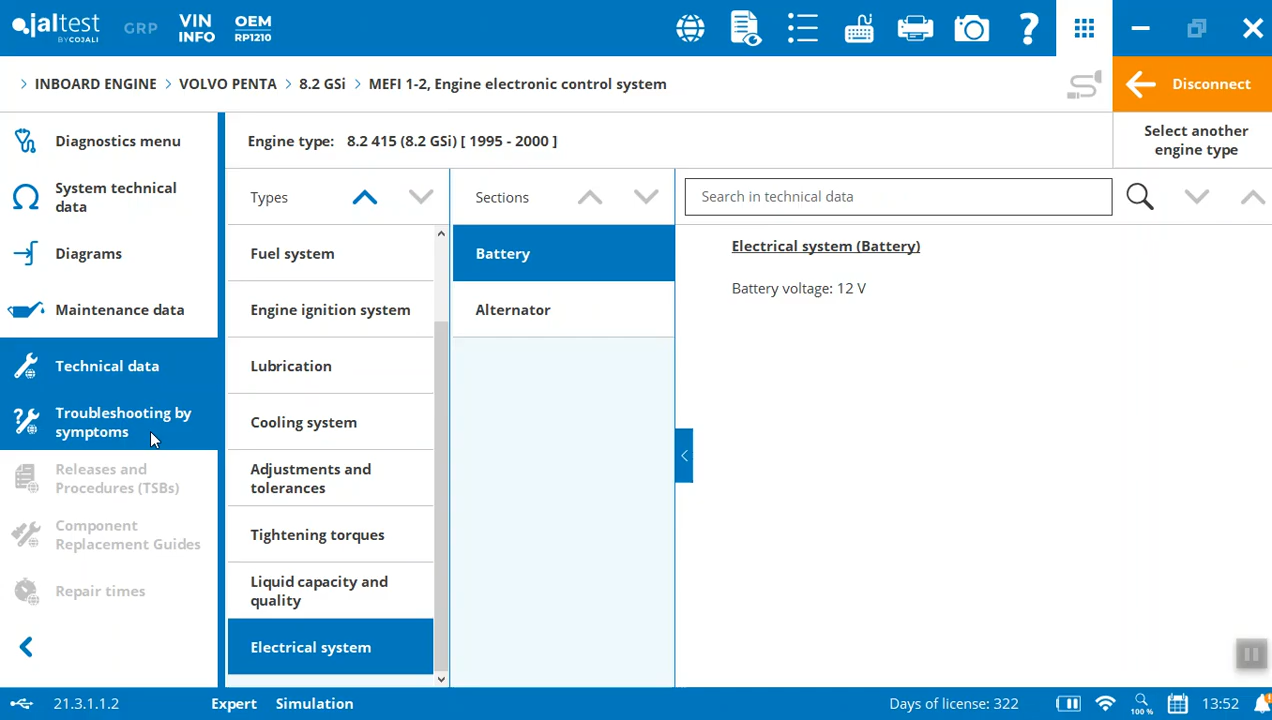 jaltest
BY COJALI
GRP
VIN
INFO
OEM
RP1210
?
INBOARD ENGINE > VOLVO PENTA > 8.2 GSi > MEFI 1-2, Engine electronic control system
Disconnect
Diagnostics menu
System technical
data
Diagrams
Maintenance data
Technical data
Troubleshooting by
symptoms
Releases and
Procedures (TSBs)
Component
Replacement Guides
Repair times
Engine type: 8.2 415 (8.2 GSi) [ 1995 - 2000 ]
Select another
engine type
Types
Fuel system
Engine ignition system
Lubrication
Cooling system
Adjustments and
tolerances
Tightening torques
Liquid capacity and
quality
Electrical system
Sections
Battery
Alternator
Search in technical data
Electrical system (Battery)
Battery voltage: 12 V
21.3.1.1.2
Expert
Simulation
Days of license: 322
100 %
13:52